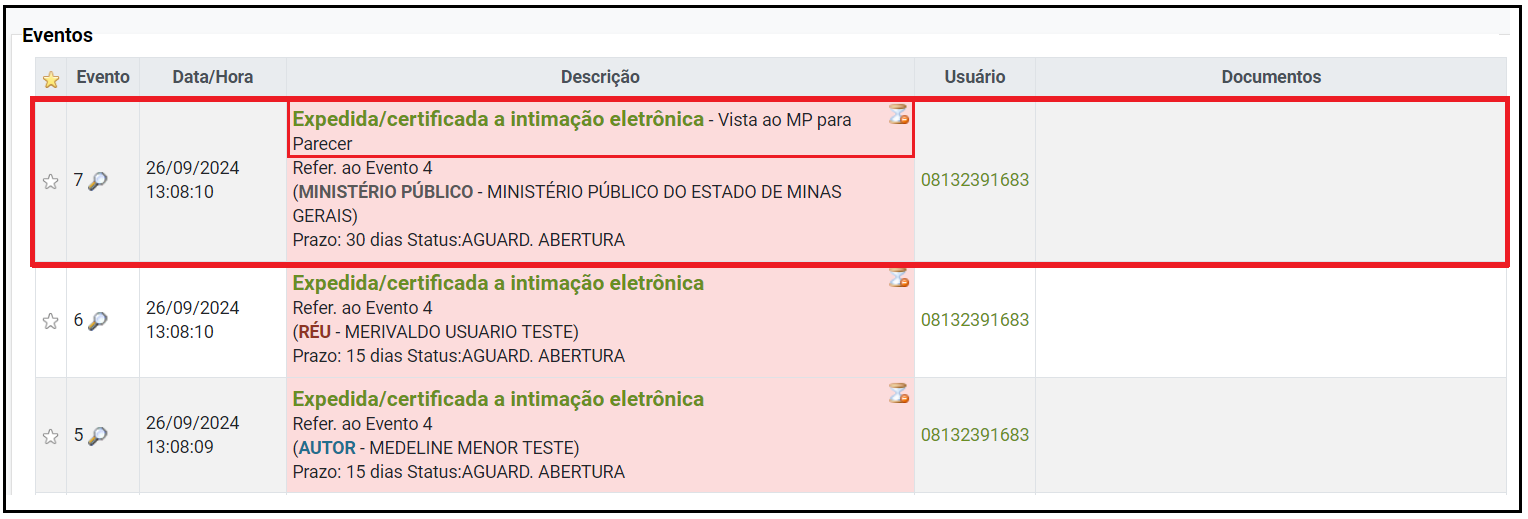 Eventos
Evento Data/Hora Descrição Usuário Documentos
Expedida/certificada a intimação eletrônica - Vista ao MP para
Parecer
Refer. ao Evento 4
7 26/09/2024 13:08:10 (MINISTÉRIO PÚBLICO - MINISTÉRIO PÚBLICO DO ESTADO DE MINAS 08132391683
GERAIS)
Prazo: 30 dias Status:AGUARD. ABERTURA
Expedida/certificada a intimação eletrônica
Refer. ao Evento 4
6 26/09/2024 13:08:10 (RÉU - MERIVALDO USUARIO TESTE) 08132391683
Prazo: 15 dias Status:AGUARD. ABERTURA
Expedida/certificada a intimação eletrônica
Refer. ao Evento 4
5 26/09/2024 13:08:09 (AUTOR - MEDELINE MENOR TESTE) 08132391683
Prazo: 15 dias Status:AGUARD. ABERTURA